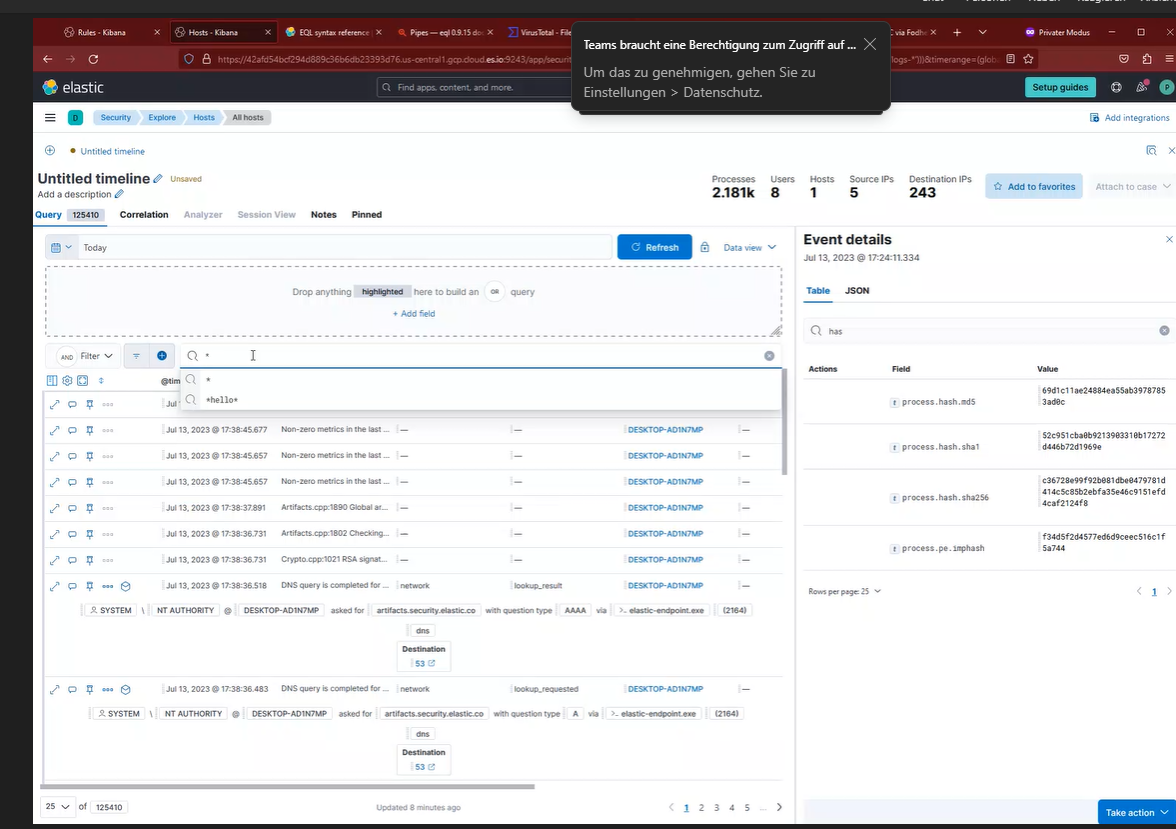 Rules - Kibana
Hosts - Kibana
EQL syntax reference
Pipes — eql 0.9.15 do
VirusTotal - File
C via Fodh
Privater Modus
https://42afd54bcf294d889c36b6db23393d76.us-central1.gcp.cloud.es.io:9243/app/securit
logs-*')))&timerange=(globa
Teams braucht eine Berechtigung zum Zugriff auf ...
Um das zu genehmigen, gehen Sie zu
Einstellungen > Datenschutz.
elastic
Find apps, content, and more.
Setup guides
P
D
Security
Explore
Hosts
All hosts
Add integrations
Untitled timeline
Untitled timeline
Unsaved
Add a description
Processes
2.181k
Users
8
Hosts
1
Source IPs
5
Destination IPs
243
Add to favorites
Attach to case
Query 125410
Correlation
Analyzer
Session View
Notes
Pinned
Today
Refresh
Data view
Drop anything highlighted here to build an OR query
+ Add field
AND Filter
*
*
*hello*
@tim
Jul
Jul 13, 2023 @ 17:38:45.677 Non-zero metrics in the last ... — — DESKTOP-AD1N7MP —
Jul 13, 2023 @ 17:38:45.657 Non-zero metrics in the last ... — — DESKTOP-AD1N7MP —
Jul 13, 2023 @ 17:38:45.657 Non-zero metrics in the last ... — — DESKTOP-AD1N7MP —
Jul 13, 2023 @ 17:38:37.891 Artifacts.cpp:1890 Global ar... — — DESKTOP-AD1N7MP —
Jul 13, 2023 @ 17:38:36.731 Artifacts.cpp:1802 Checking... — — DESKTOP-AD1N7MP —
Jul 13, 2023 @ 17:38:36.731 Crypto.cpp:1021 RSA signat... — — DESKTOP-AD1N7MP —
Jul 13, 2023 @ 17:38:36.518 DNS query is completed for ... network lookup_result DESKTOP-AD1N7MP —
SYSTEM \ NT AUTHORITY @ DESKTOP-AD1N7MP asked for artifacts.security.elastic.co with question type AAAA via >_ elastic-endpoint.exe (2164)
dns
Destination
53
Jul 13, 2023 @ 17:38:36.483 DNS query is completed for ... network lookup_requested DESKTOP-AD1N7MP —
SYSTEM \ NT AUTHORITY @ DESKTOP-AD1N7MP asked for artifacts.security.elastic.co with question type A via >_ elastic-endpoint.exe (2164)
dns
Destination
53
25 of 125410
Updated 8 minutes ago
1 2 3 4 5 ...
Event details
Jul 13, 2023 @ 17:24:11.334
Table
JSON
has
Actions Field Value
t process.hash.md5
69d1c11ae24884ea55ab3978785
3ad0c
t process.hash.sha1
52c951cba0b9213903310b17272
d446b72d1969e
t process.hash.sha256
c36728e99f92b081dbe0479781d
414c5c85b2ebfa35e46c9151efd
4caf2124f8
t process.pe.imphash
f34d5f2d4577ed6d9ceec516c1f
5a744
Rows per page: 25
1
Take action